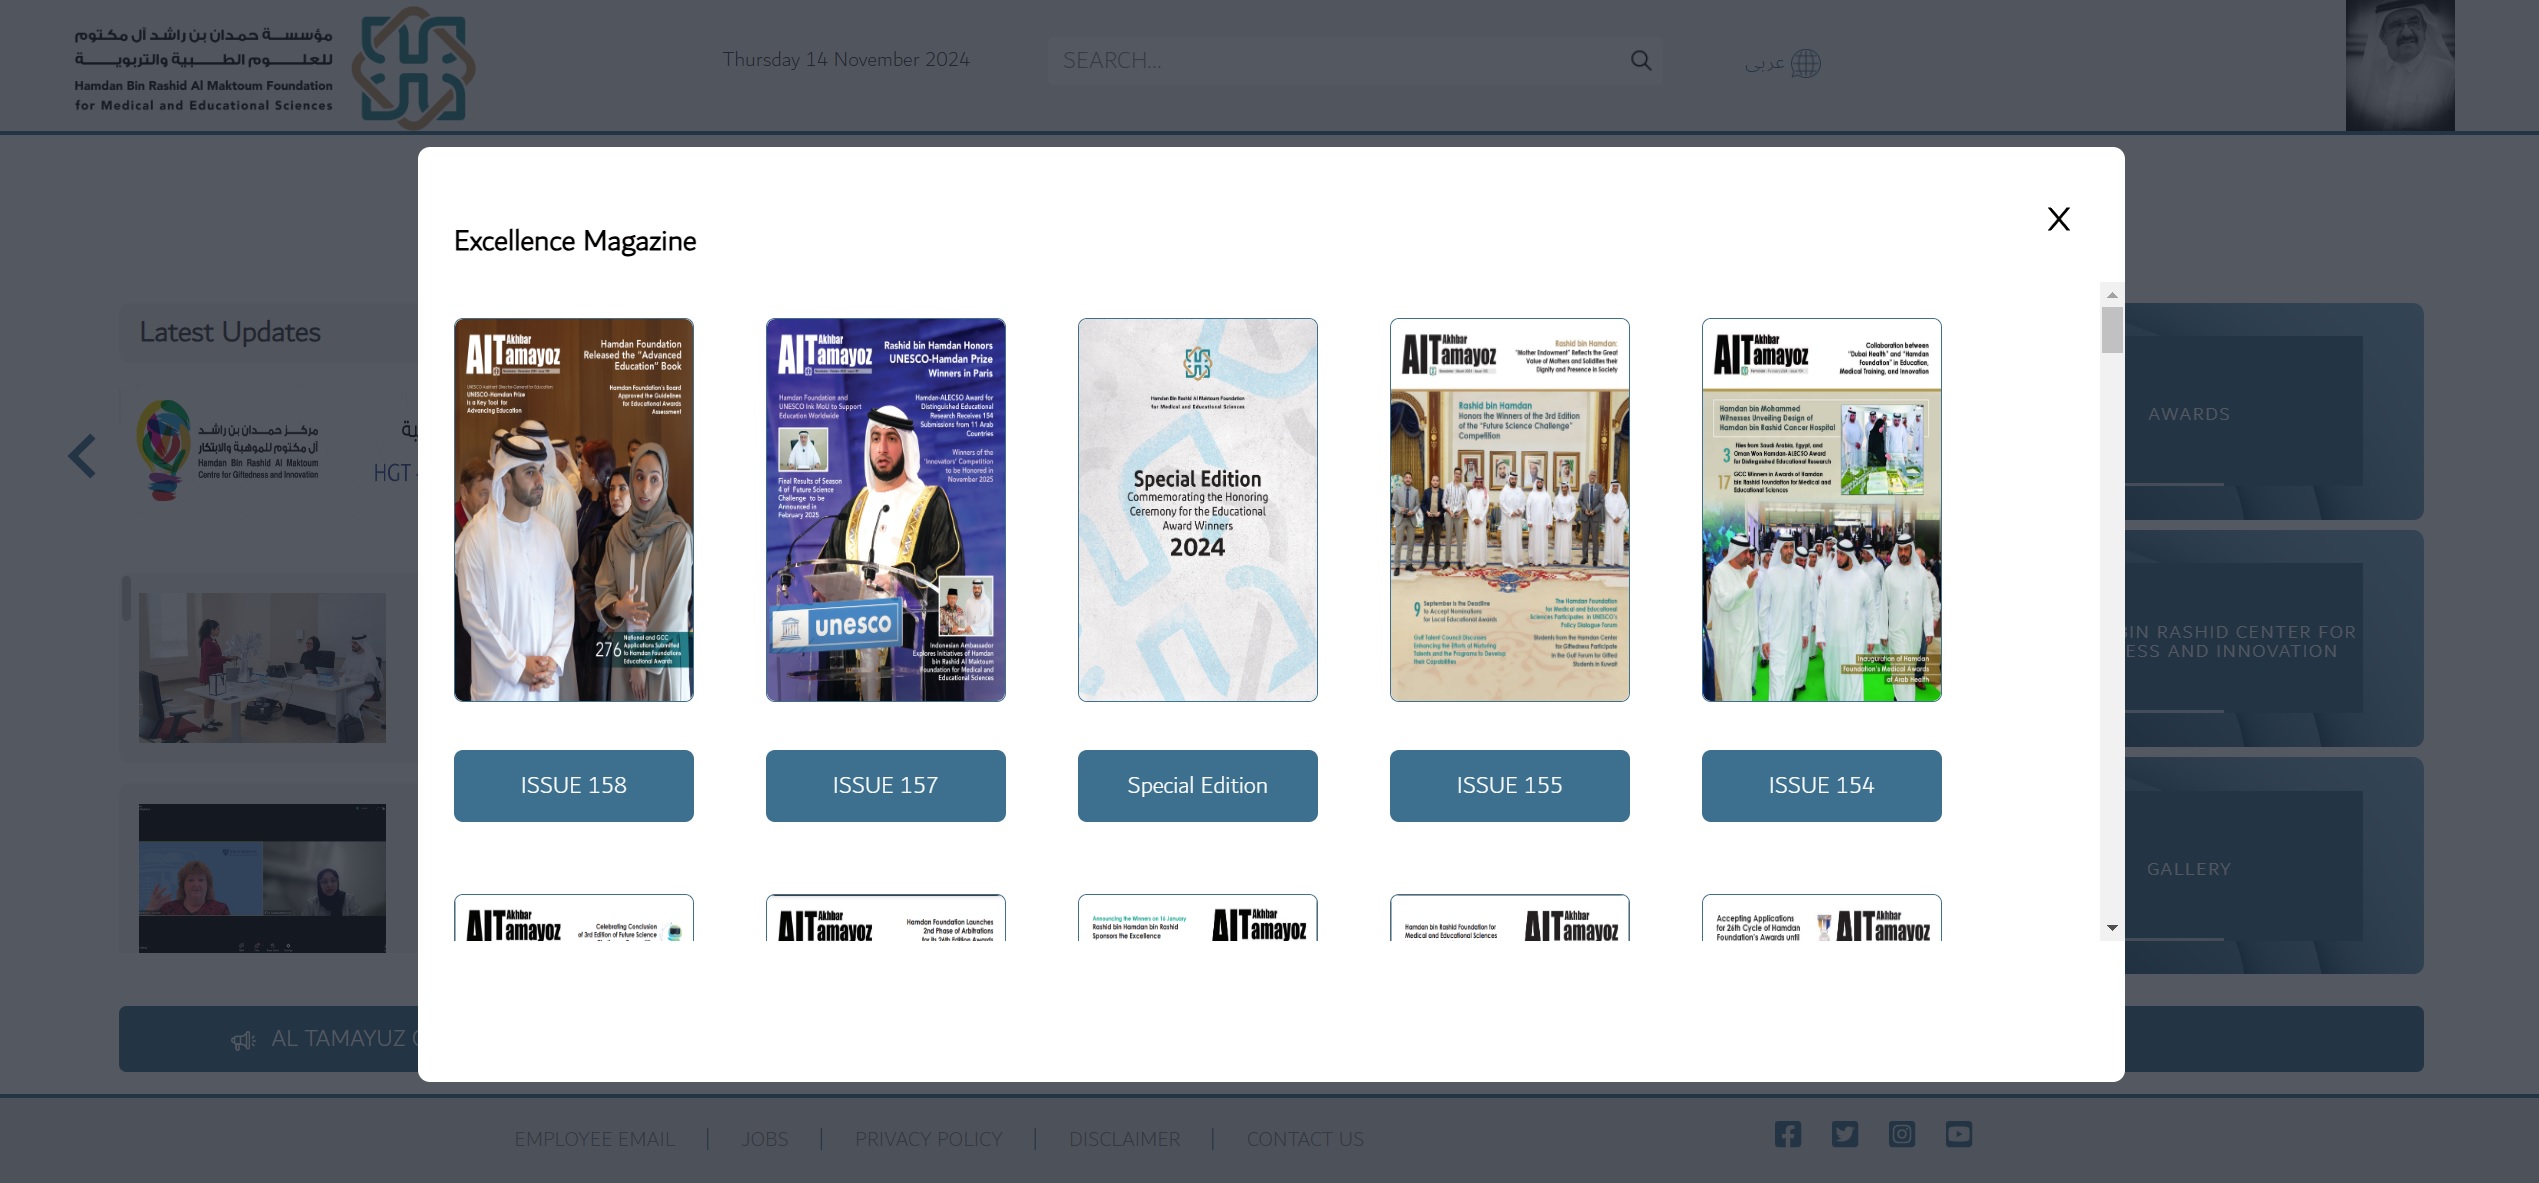 مؤسسة حمدان بن راشد آل مكتوم
للعلوم الطبية والتربوية
Hamdan Bin Rashid Al Maktoum Foundation
for Medical and Educational Sciences
Thursday 14 November 2024
SEARCH...
عربى
Excellence Magazine
X
Latest Updates
مركز حمدان بن راشد
آل مكتوم للموهبة والابتكار
Hamdan Bin Rashid Al Maktoum
Centre for Giftedness and Innovation
HGT
Akhbar
AlTamayoz
Hamdan Foundation
Released the "Advanced
Education" Book
UNESCO Assistant Director-General for Education
UNESCO-Hamdan Prize
is a Key Tool for
Advancing Education
Hamdan Foundation's Board
Approved the Guidelines
for Educational Awards
Assessment
276
National and GCC
Applications Submitted
to Hamdan Foundations
Educational Awards
Akhbar
AlTamayoz
Rashid bin Hamdan Honors
UNESCO-Hamdan Prize
Winners in Paris
Hamdan Foundation and
UNESCO Ink MoU to Support
Education Worldwide
Hamdan-ALECSO Award for
Distinguished Educational
Research Receives 154
Submissions from 11 Arab
Countries
Winners of the
"Innovators" Competition
to be Honored in
November 2025
Final Results of Season
4 of Future Science
Challenge to be
Announced in
February 2025
unesco
Indonesian Ambassador
Explores Initiatives of Hamdan
bin Rashid Al Maktoum
Foundation for Medical and
Educational Sciences
Hamdan Bin Rashid Al Maktoum Foundation
for Medical and Educational Sciences
Special Edition
Commemorating the Honoring
Ceremony for the Educational
Award Winners
2024
Akhbar
AlTamayoz
Rashid bin Hamdan:
"Mother Endowment" Reflects the Great
Value of Mothers and Solidifies their
Dignity and Presence in Society
Rashid bin Hamdan
Honors the Winners of the 3rd Edition
of the "Future Science Challenge"
Competition
9 September is the Deadline
to Accept Nominations
for Local Educational Awards
The Hamdan Foundation
for Medical and Educational
Sciences Participates in UNESCO's
Policy Dialogue Forum
Gulf Talent Council Discusses
Enhancing the Efforts of Nurturing
Talents and the Programs to Develop
their Capabilities
Students from the Hamdan Center
for Giftedness Participate
in the Gulf Forum for Gifted
Students in Kuwait
Akhbar
AlTamayoz
Collaboration between
"Dubai Health" and "Hamdan
Foundation" in Education,
Medical Training, and Innovation
Hamdan bin Mohammed
Witnesses Unveiling Design of
Hamdan bin Rashid Cancer Hospital
3 Files from Saudi Arabia, Egypt, and
Oman Won Hamdan-ALECSO Award
for Distinguished Educational Research
17 GCC Winners in Awards of Hamdan
bin Rashid Foundation for Medical and
Educational Sciences
Inauguration of Hamdan
Foundation's Medical Awards
at Arab Health
ISSUE 158
ISSUE 157
Special Edition
ISSUE 155
ISSUE 154
Akhbar
AlTamayoz
Celebrating Conclusion
of 3rd Edition of Future Science
Akhbar
AlTamayoz
Hamdan Foundation Launches
2nd Phase of Arbitrations
for its 26th Edition Awards
Announcing the Winners on 16 January
Rashid bin Hamdan bin Rashid
Sponsors the Excellence
Akhbar
AlTamayoz
Hamdan bin Rashid Foundation for
Medical and Educational Sciences
Akhbar
AlTamayoz
Accepting Applications
for 26th Cycle of Hamdan
Foundation's Awards until
Akhbar
AlTamayoz
AWARDS
BIN RASHID CENTER FOR
ESS AND INNOVATION
GALLERY
AL TAMAYUZ
EMPLOYEE EMAIL | JOBS | PRIVACY POLICY | DISCLAIMER | CONTACT US